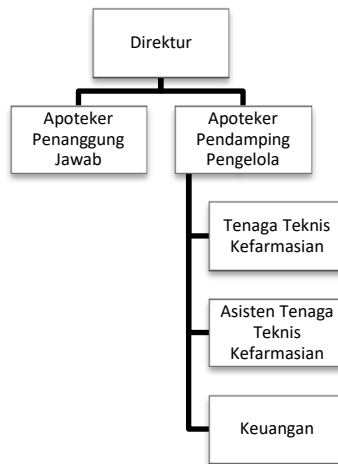 Direktur
Apoteker
Penanggung
Jawab
Apoteker
Pendamping
Pengelola
Tenaga Teknis
Kefarmasian
Asisten Tenaga
Teknis
Kefarmasian
Keuangan